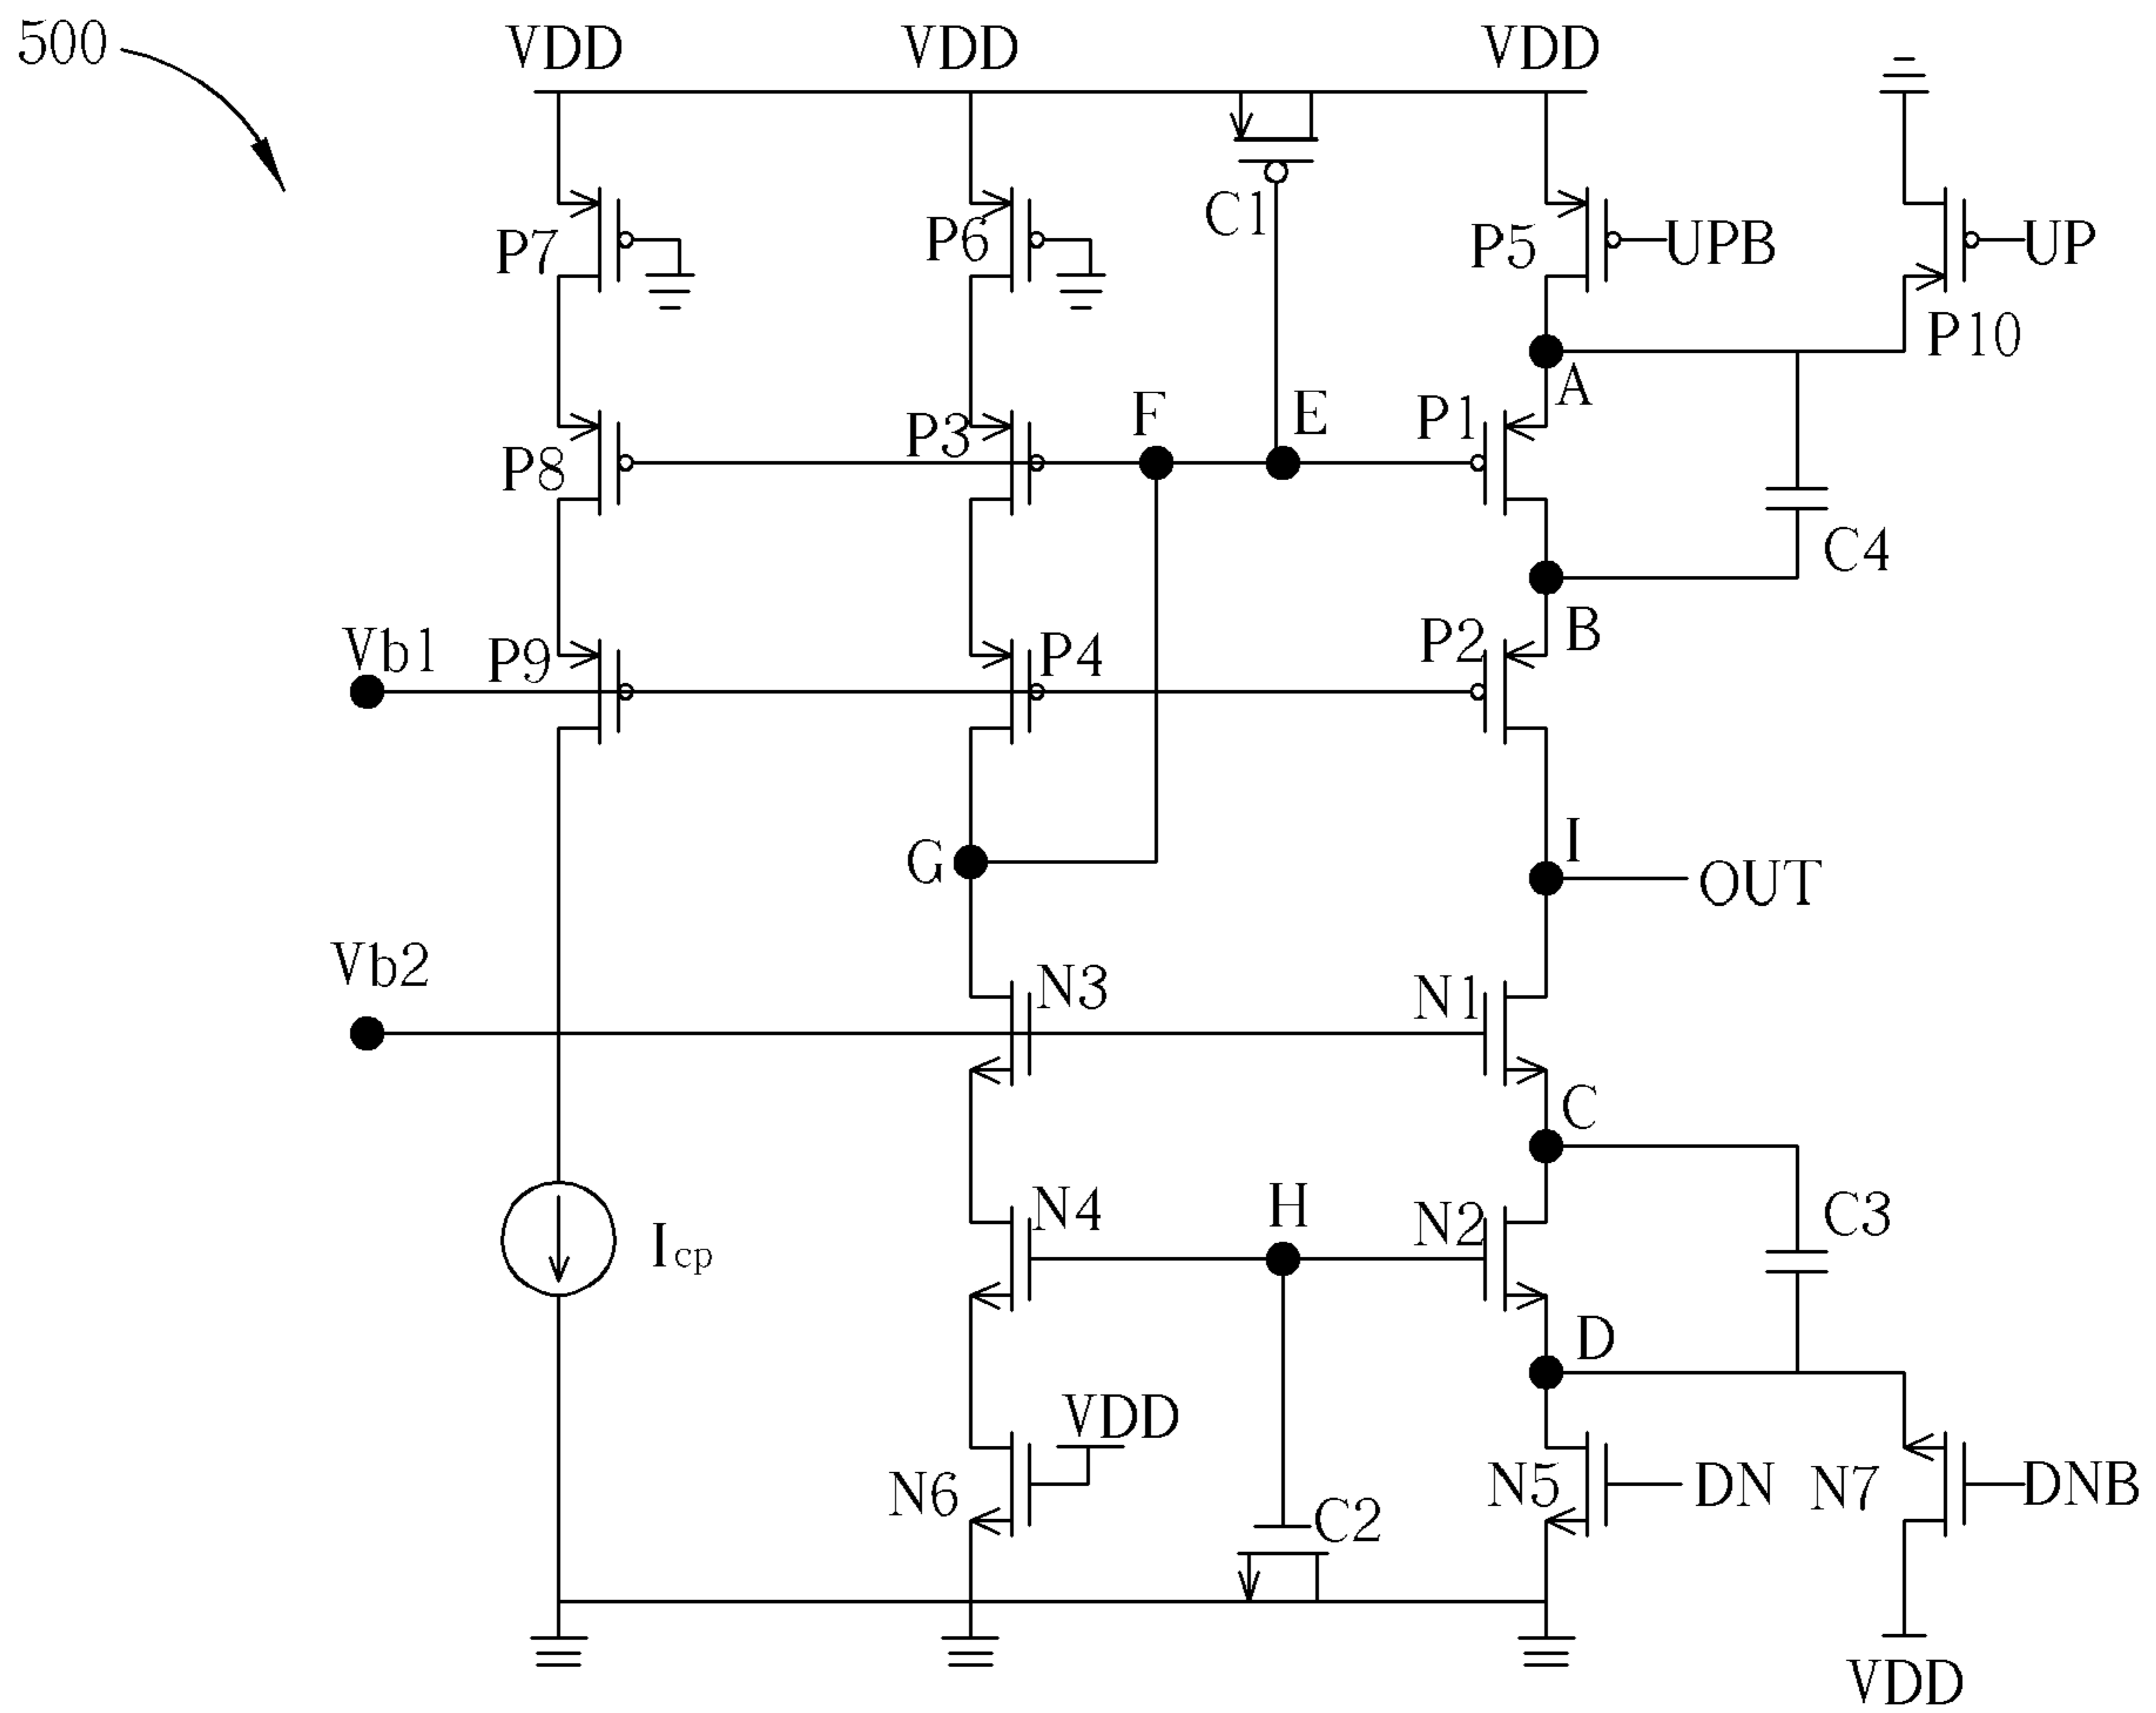 500
VDD VDD VDD
P7 P6 C1 P5 UPB UP
P10
A
P8 P3 F E P1
C4
B
Vb1 P9 P4 P2
G I OUT
Vb2 N3 N1
C
Icp N4 H N2 C3
D
VDD
N6 C2 N5 DN N7 DNB
VDD